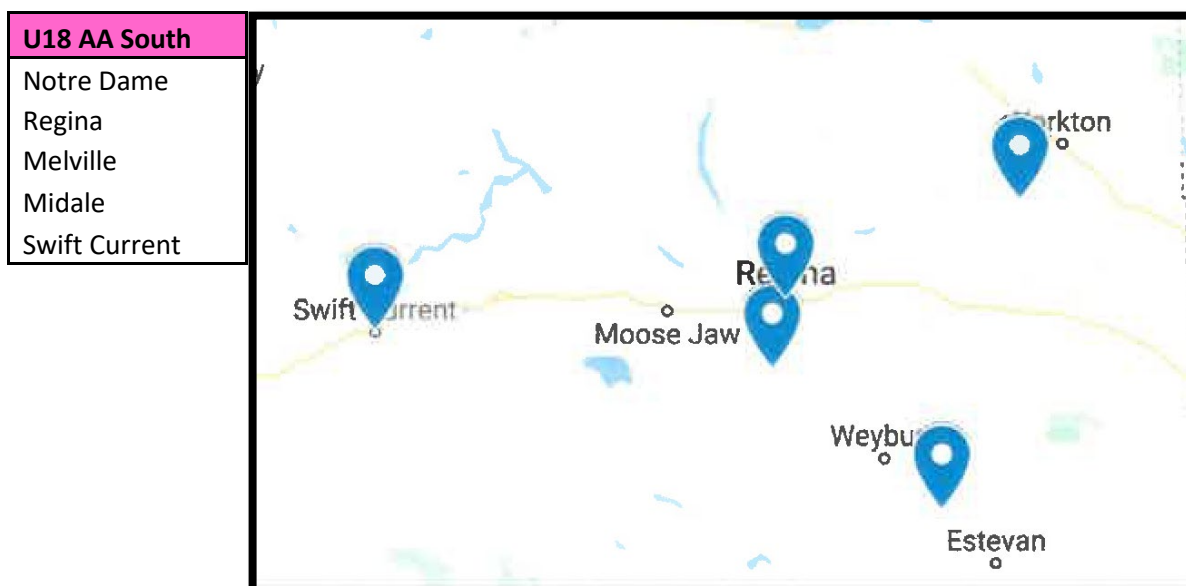 U18 AA South
Notre Dame
Regina
Melville
Midale
Swift Current
Moose Jaw
Estevan